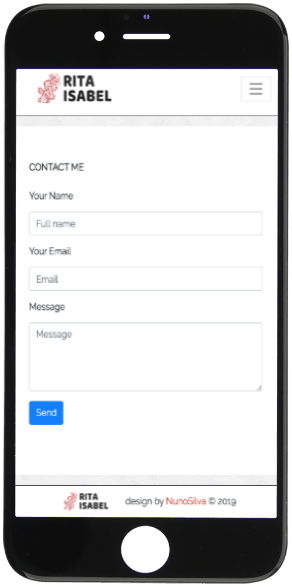 RITA
ISABEL
CONTACT ME
Your Name
Full name
Your Email
Email
Message
Message
Send
RITA
ISABEL
design by NunoSilva © 2019